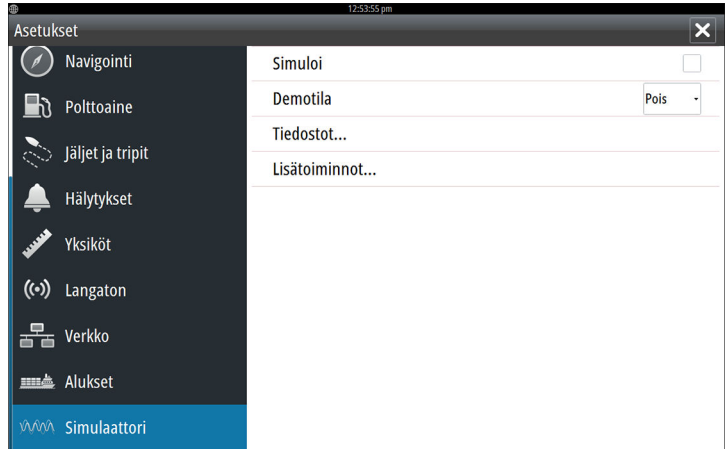 12:53:55 pm
Asetukset
Navigointi
Polttoaine
Jäljet ja tripit
Hälytykset
Yksiköt
Langaton
Verkko
Alukset
Simulaattori
Simuloi
Demotila Pois
Tiedostot...
Lisätoiminnot...